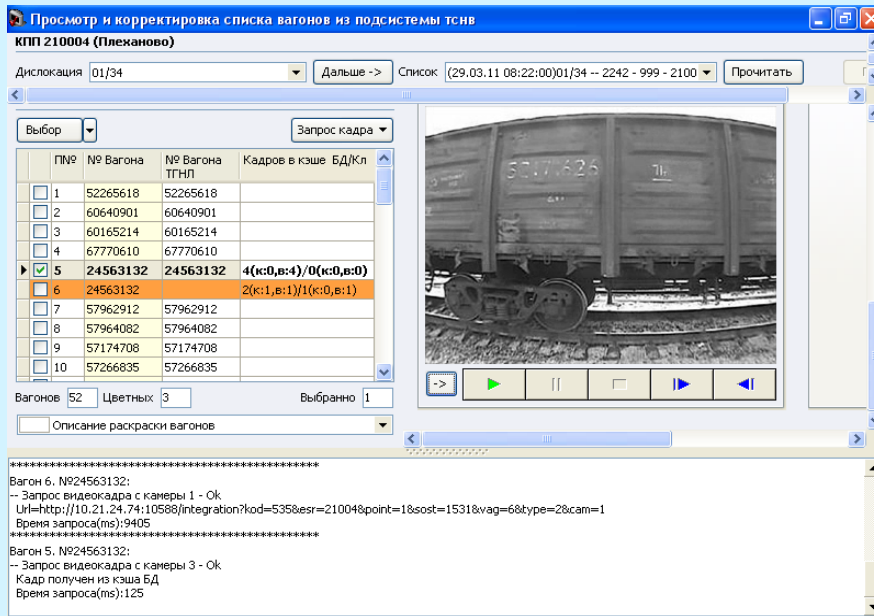 Просмотр и корректировка списка вагонов из подсистемы тснв
КПП 210004 (Плеханово)
Дислокация 01/34 Дальше -> Список (29.03.11 08:22:00)01/34 -- 2242 - 999 - 2100 Прочитать
Выбор Запрос кадра
ПN° N° Вагона N° Вагона ТГНЛ Кадров в кэше БД/Кл
1 52265618 52265618
2 60640901 60640901
3 60165214 60165214
4 67770610 67770610
5 24563132 24563132 4(к:0,в:4)/0(к:0,в:0)
6 24563132 2(к:1,в:1)/1(к:0,в:1)
7 57962912 57962912
8 57964082 57964082
9 57174708 57174708
10 57266835 57266835
->
Вагонов 52 Цветных 3 Выбранно 1
Описание раскраски вагонов
***********************************************
Вагон 6. №24563132:
-- Запрос видеокадра с камеры 1 - Ok
Url=http://10.21.24.74:10588/integration?kod=535&esr=21004&point=1&sost=1531&vag=6&type=2&cam=1
Время запроса(ms):9405
***********************************************
Вагон 5. №24563132:
-- Запрос видеокадра с камеры 3 - Ok
Кадр получен из кэша БД
Время запроса(ms):125